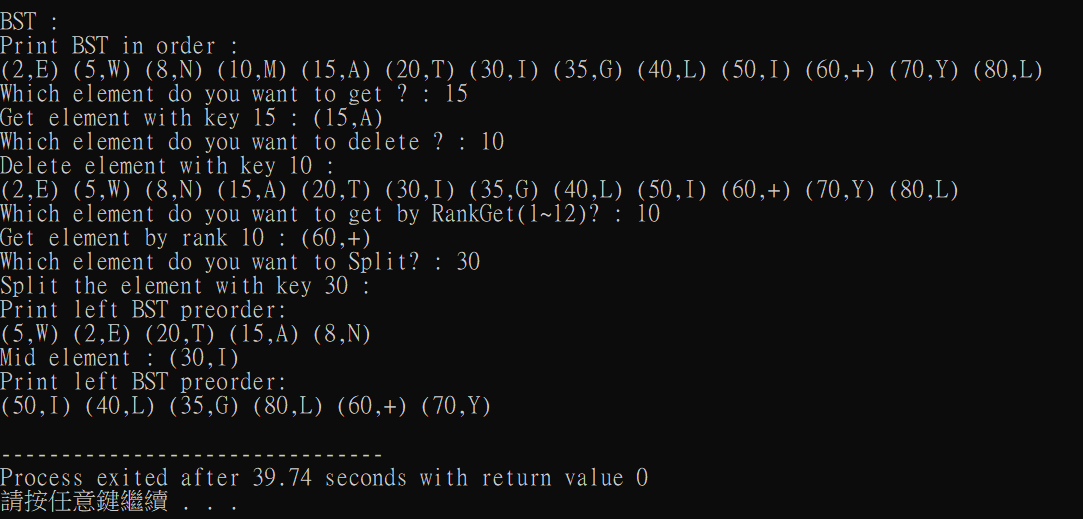 BST :
Print BST in order :
(2,E) (5,W) (8,N) (10,M) (15,A) (20,T) (30,I) (35,G) (40,L) (50,I) (60,+) (70,Y) (80,L)
Which element do you want to get ? : 15
Get element with key 15 : (15,A)
Which element do you want to delete ? : 10
Delete element with key 10 :
(2,E) (5,W) (8,N) (15,A) (20,T) (30,I) (35,G) (40,L) (50,I) (60,+) (70,Y) (80,L)
Which element do you want to get by RankGet(1~12)? : 10
Get element by rank 10 : (60,+)
Which element do you want to Split? : 30
Split the element with key 30 :
Print left BST preorder:
(5,W) (2,E) (20,T) (15,A) (8,N)
Mid element : (30,I)
Print left BST preorder:
(50,I) (40,L) (35,G) (80,L) (60,+) (70,Y)
--------------------------------
Process exited after 39.74 seconds with return value 0
請按任意鍵繼續 . . .